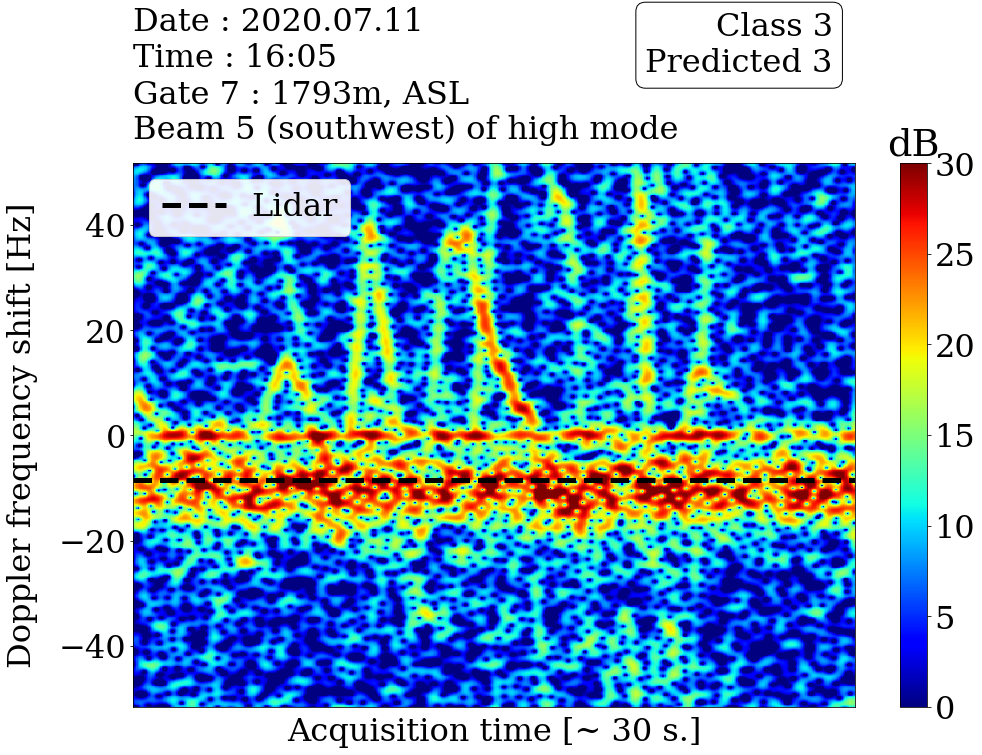 Date : 2020.07.11
Time : 16:05
Gate 7 : 1793m, ASL
Beam 5 (southwest) of high mode
Class 3
Predicted 3
dB
30
25
20
15
10
5
0
Lidar
Doppler frequency shift [Hz]
40
20
0
−20
−40
Acquisition time [~ 30 s.]